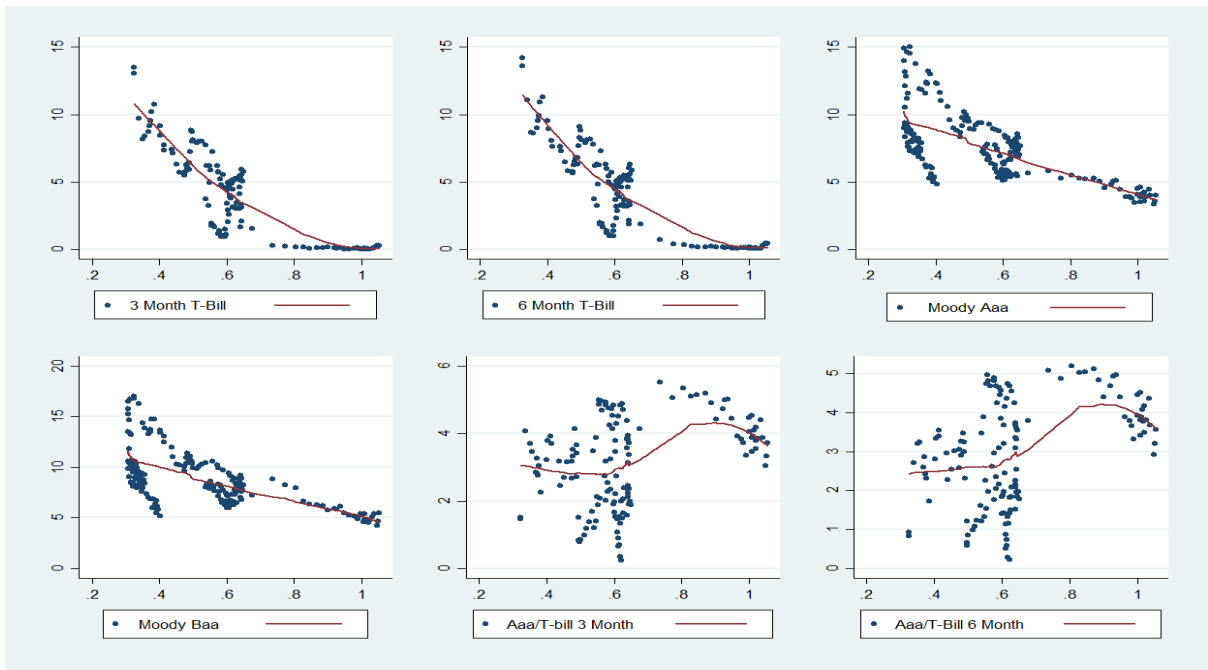 15
10
5
0
.2 .4 .6 .8 1
3 Month T-Bill
15
10
5
0
.2 .4 .6 .8 1
6 Month T-Bill
15
10
5
0
.2 .4 .6 .8 1
Moody Aaa
20
15
10
5
0
.2 .4 .6 .8 1
Moody Baa
6
4
2
0
.2 .4 .6 .8 1
Aaa/T-bill 3 Month
5
4
3
2
1
0
.2 .4 .6 .8 1
Aaa/T-Bill 6 Month